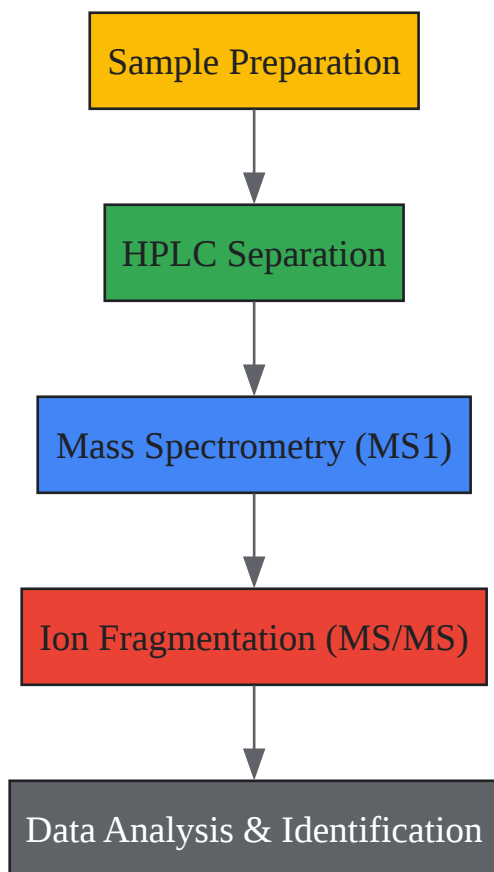 Sample Preparation
HPLC Separation
Mass Spectrometry (MS1)
Ion Fragmentation (MS/MS)
Data Analysis & Identification